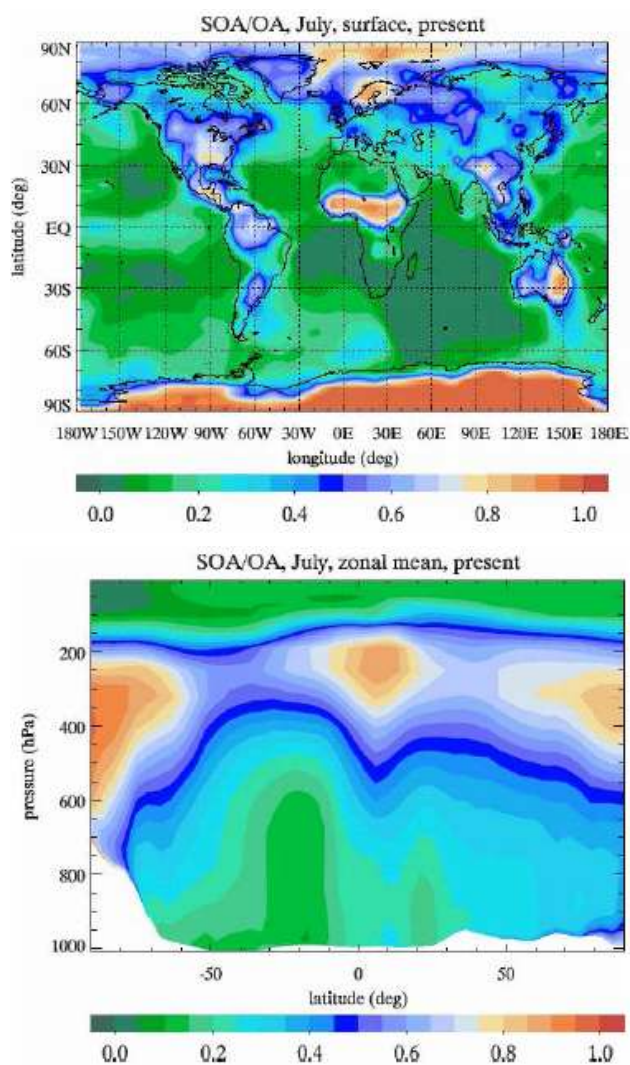 SOA/OA, July, surface, present
90N
60N
30N
EQ
30S
60S
90S
latitude (deg)
180W 150W 120W 90W 60W 30W 0E 30E 60E 90E 120E 150E 180E
longitude (deg)
0.0 0.2 0.4 0.6 0.8 1.0
SOA/OA, July, zonal mean, present
200
400
600
800
1000
pressure (hPa)
-50 0 50
latitude (deg)
0.0 0.2 0.4 0.6 0.8 1.0